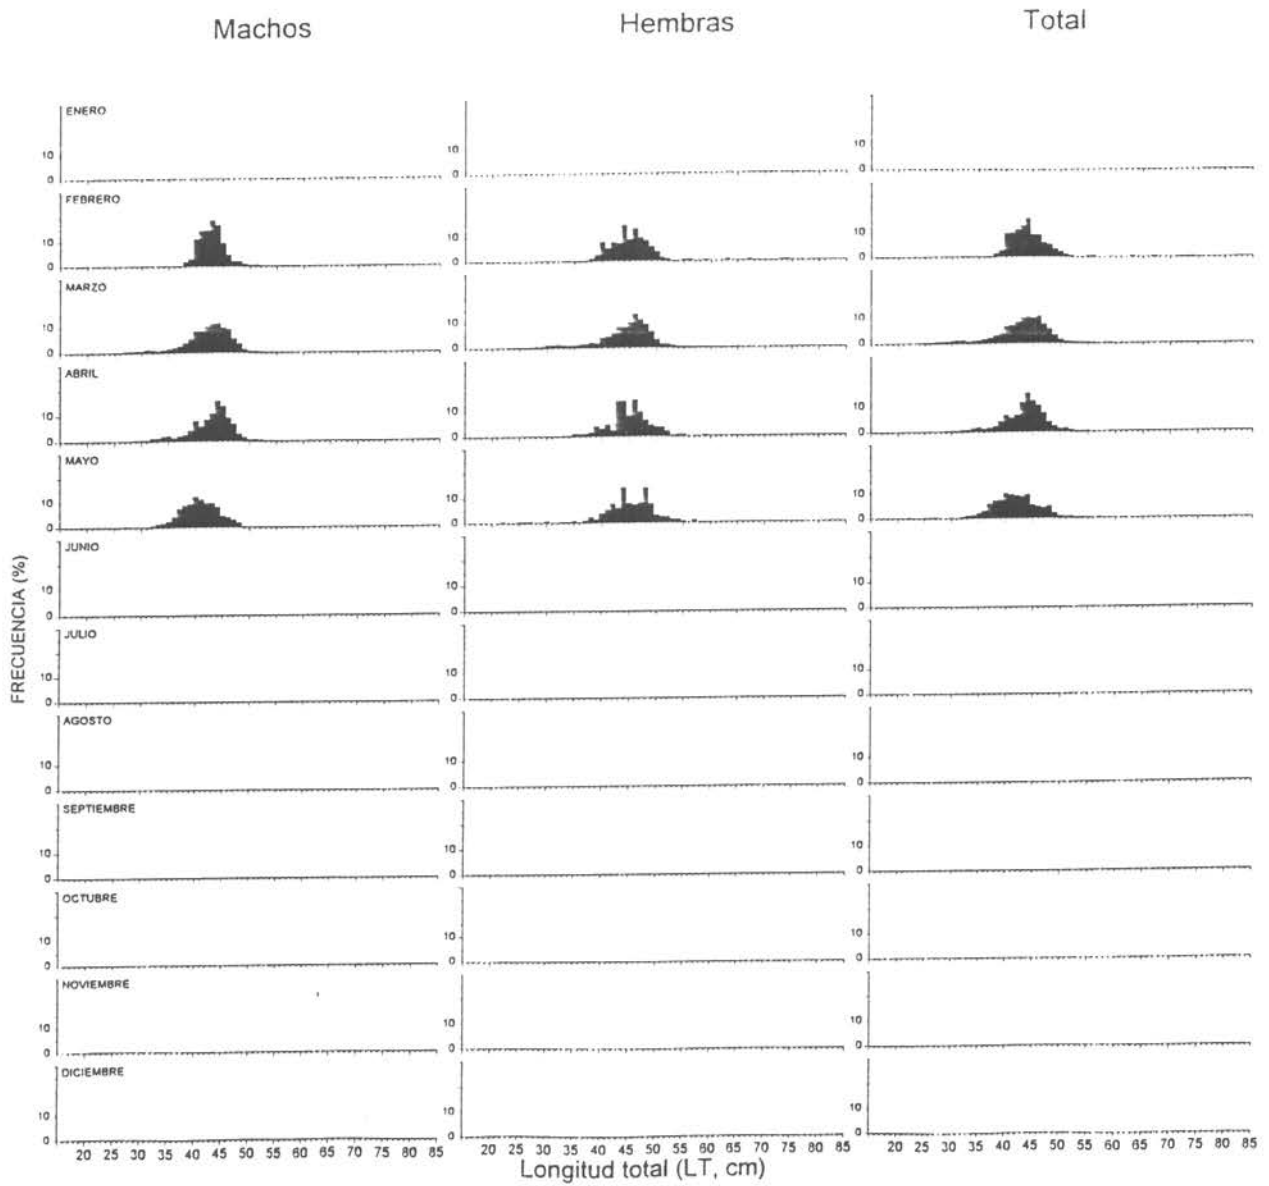 Machos Hembras Total
ENERO
10 10 10
0 0 0
FEBRERO
10 10 10
0 0 0
MARZO
10 10 10
0 0 0
ABRIL
10 10 10
0 0 0
MAYO
10 10 10
0 0 0
JUNIO
10 10 10
0 0 0
JULIO
10 10 10
0 0 0
AGOSTO
10 10 10
0 0 0
SEPTIEMBRE
10 10 10
0 0 0
OCTUBRE
10 10 10
0 0 0
NOVIEMBRE
10 10 10
0 0 0
DICIEMBRE
10 10 10
0 0 0
20 25 30 35 40 45 50 55 60 65 70 75 80 85 20 25 30 35 40 45 50 55 60 65 70 75 80 85 20 25 30 35 40 45 50 55 60 65 70 75 80 85
FRECUENCIA (%)
Longitud total (LT, cm)